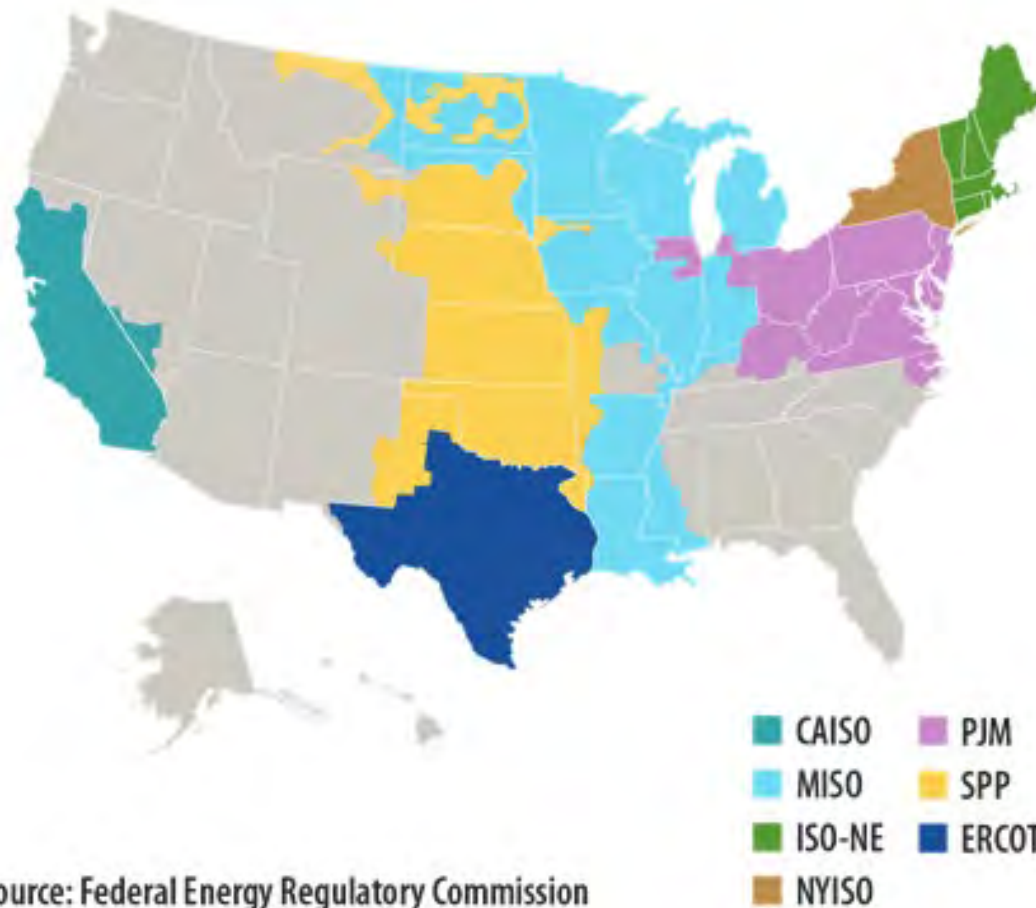 CAISO
MISO
ISO-NE
NYISO
PJM
SPP
ERCOT
ource: Federal Energy Regulatory Commission